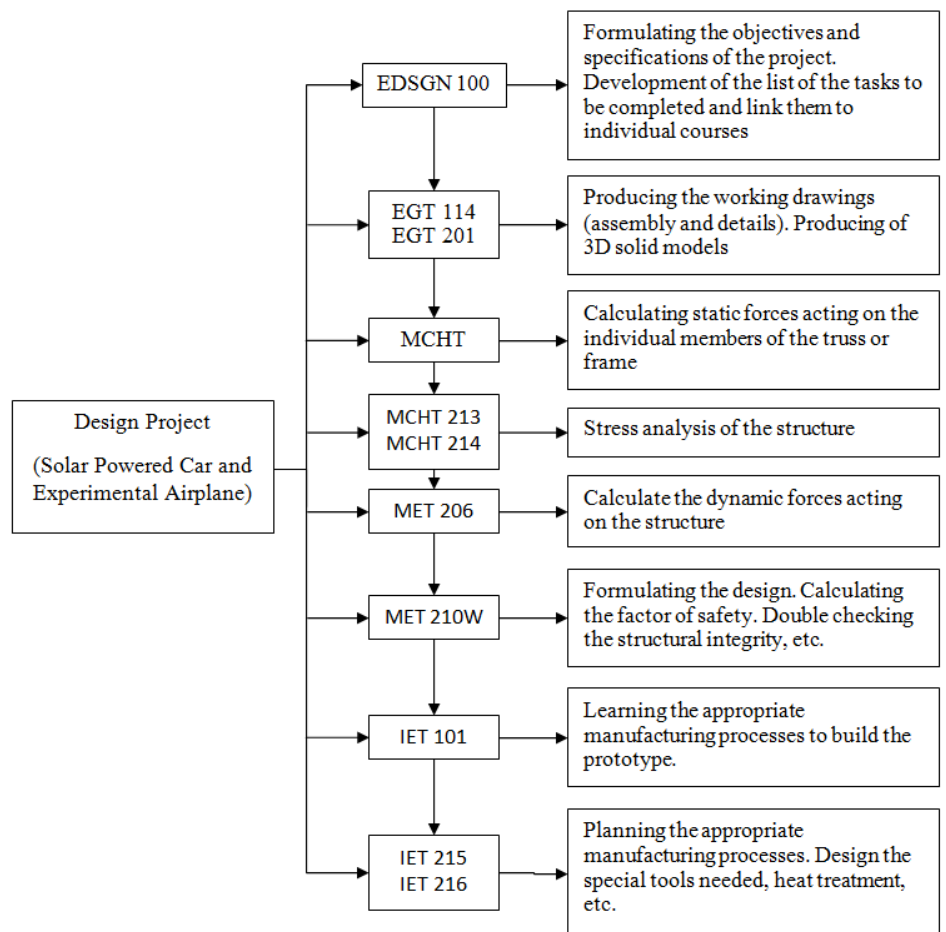 Formulating the objectives and
specifications of the project.
Development of the list of the tasks to
be completed and link them to
individual courses
EDSGN 100
EGT 114
EGT 201
Producing the working drawings
(assembly and details). Producing of
3D solid models
MCHT
Calculating static forces acting on the
individual members of the truss or
frame
Design Project
(Solar Powered Car and
Experimental Airplane)
MCHT 213
MCHT 214
Stress analysis of the structure
MET 206
Calculate the dynamic forces acting
on the structure
MET 210W
Formulating the design. Calculating
the factor of safety. Double checking
the structural integrity, etc.
IET 101
Learning the appropriate
manufacturing processes to build the
prototype.
IET 215
IET 216
Planning the appropriate
manufacturing processes. Design the
special tools needed, heat treatment,
etc.